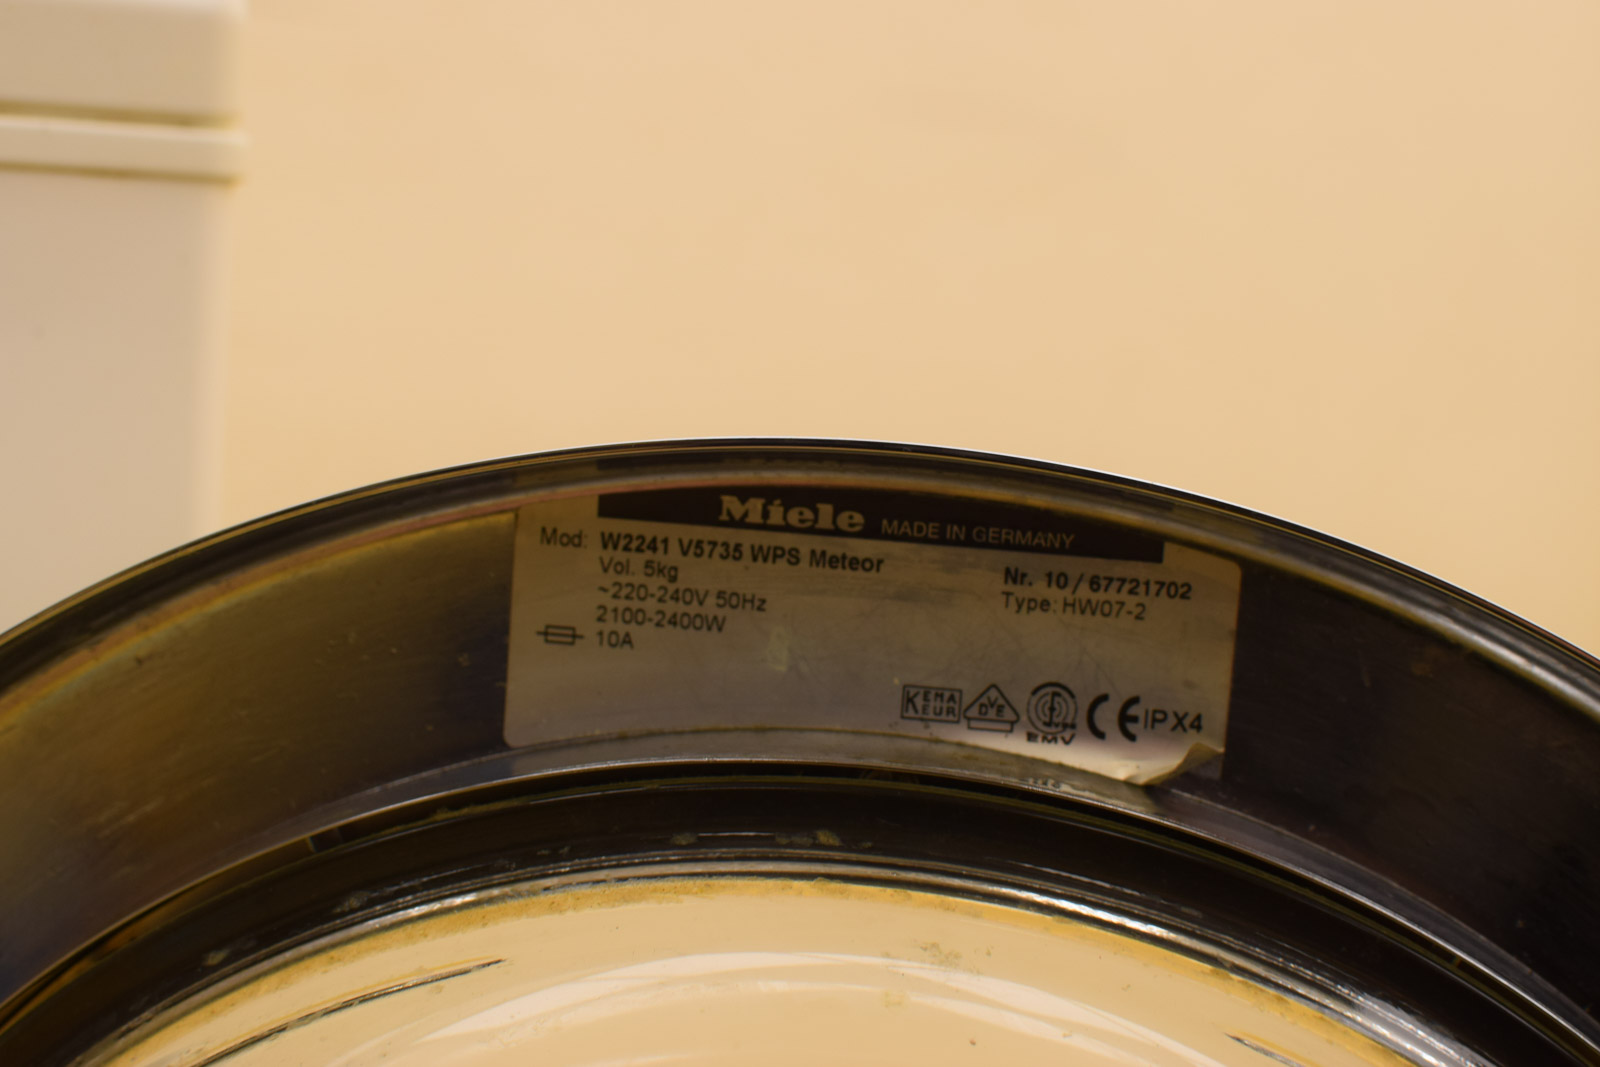 Miele MADE IN GERMANY
Mod: W2241 V5735 WPS Meteor
Vol. 5kg
~220-240V 50Hz
2100-2400W
10A
Nr. 10 / 67721702
Type: HW07-2
KEMA EUR VDE EMV CE IPX4